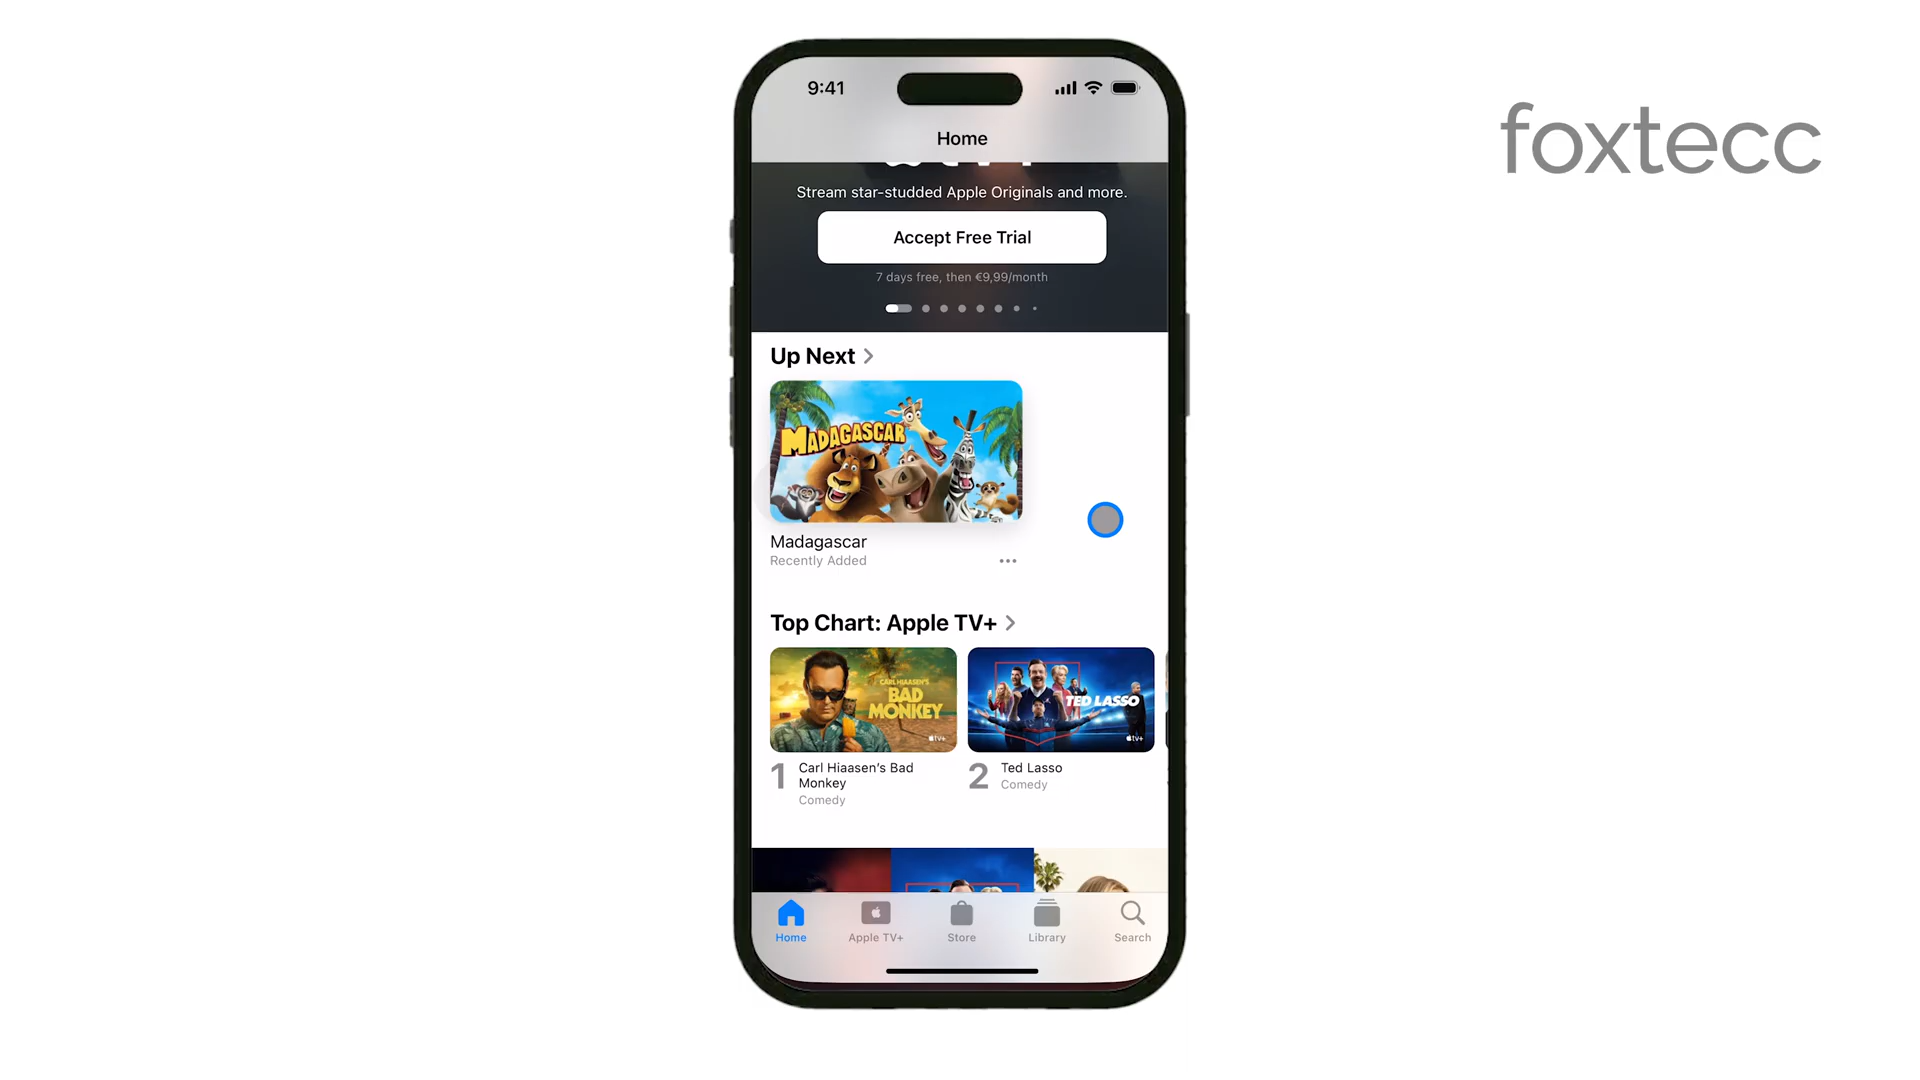 foxtecc
9:41
Home
Stream star-studded Apple Originals and more.
Accept Free Trial
7 days free, then €9,99/month
Up Next
MADAGASCAR
Madagascar
Recently Added
Top Chart: Apple TV+
CARL HIAASEN'S
BAD
MONKEY
tv+
TED LASSO
tv+
1
Carl Hiaasen's Bad
Monkey
Comedy
2
Ted Lasso
Comedy
Home
Apple TV+
Store
Library
Search